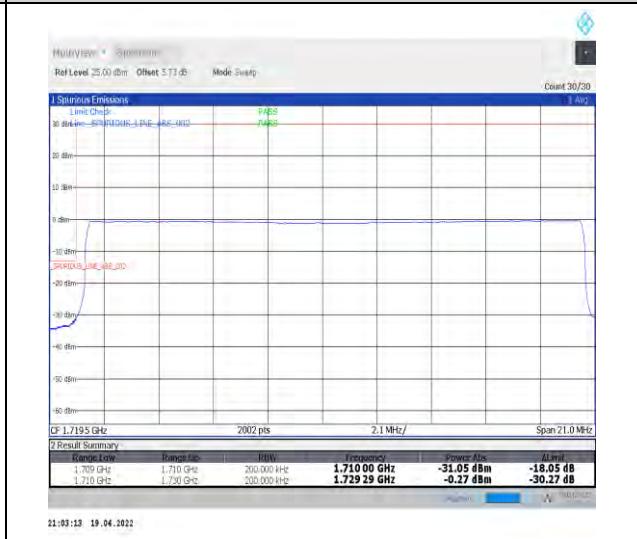 MultiView Spectrum
Ref Level 25.00 dBm Offset 5.73 dB Mode Sweep
Count 30/30
1 Spurious Emissions 1 Avg
Limit Check PASS
30 dBm Line _SPURIOUS_LINE_ABS_002 PASS
20 dBm
10 dBm
0 dBm
-10 dBm
_SPURIOUS_LINE_ABS_002
-20 dBm
-30 dBm
-40 dBm
-50 dBm
-60 dBm
CF 1.7195 GHz 2002 pts 2.1 MHz/ Span 21.0 MHz
2 Result Summary
Range Low Range Up RBW Frequency Power Abs ΔLimit
1.709 GHz 1.710 GHz 200.000 kHz 1.710 00 GHz -31.05 dBm -18.05 dB
1.710 GHz 1.730 GHz 200.000 kHz 1.729 29 GHz -0.27 dBm -30.27 dB
21:03:13 19.04.2022